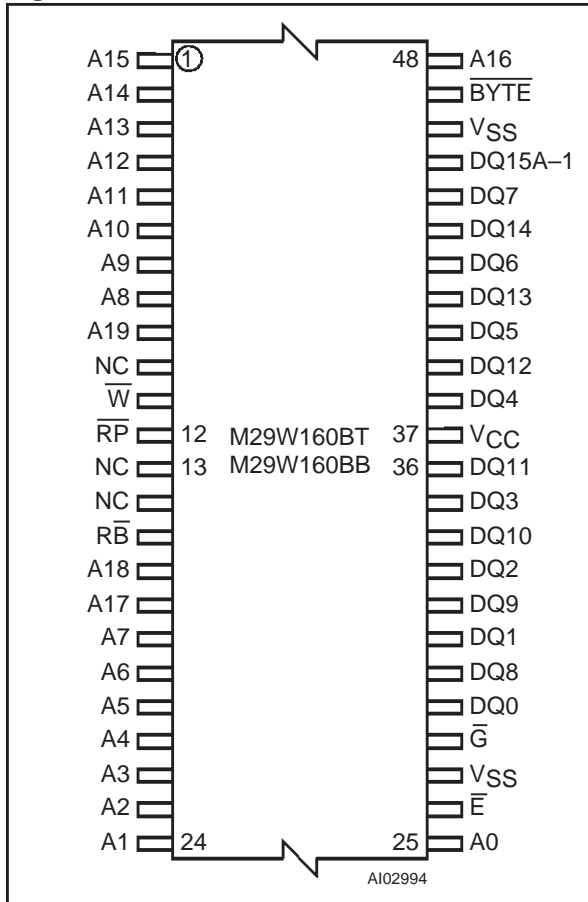 A15 1 48 A16
A14 B̅Y̅T̅E̅
A13 VSS
A12 DQ15A–1
A11 DQ7
A10 DQ14
A9 DQ6
A8 DQ13
A19 DQ5
NC DQ12
W̅ DQ4
R̅P̅ 12 M29W160BT 37 VCC
NC 13 M29W160BB 36 DQ11
NC DQ3
RB̅ DQ10
A18 DQ2
A17 DQ9
A7 DQ1
A6 DQ8
A5 DQ0
A4 G̅
A3 VSS
A2 E̅
A1 24 25 A0
AI02994